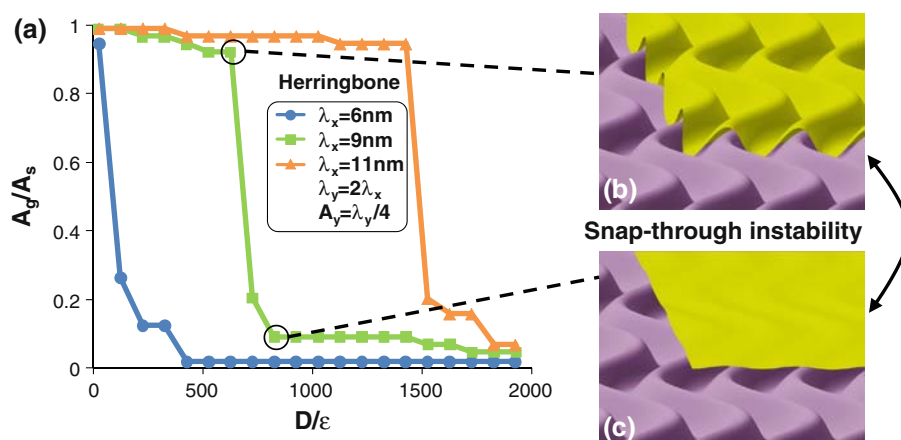 (a)
1
0.8
0.6
0.4
0.2
0
A_g/A_s
0 500 1000 1500 2000
D/ε
Herringbone
λ_x=6nm
λ_x=9nm
λ_x=11nm
λ_y=2λ_x
A_y=λ_y/4
(b)
Snap-through instability
(c)